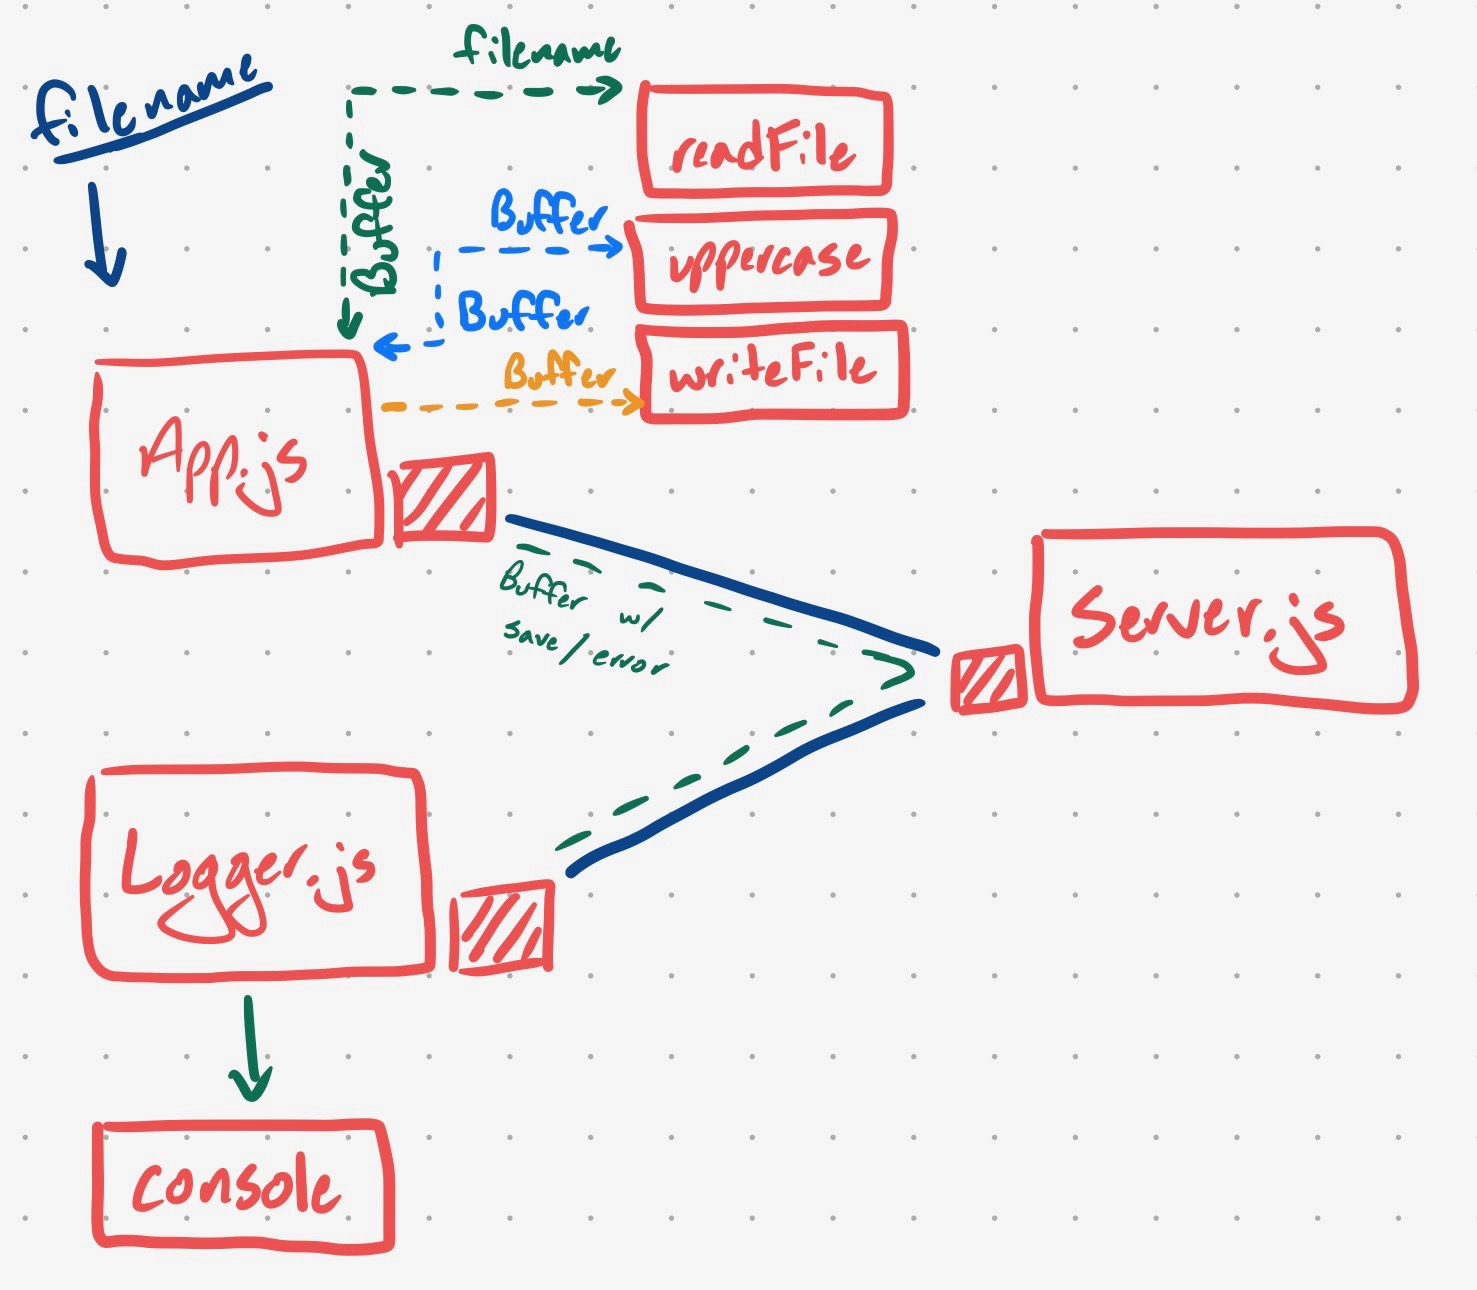 filename
filename
readFile
Buffer
Buffer
uppercase
Buffer
Buffer
writeFile
App.js
Buffer w/
save/error
Server.js
Logger.js
console